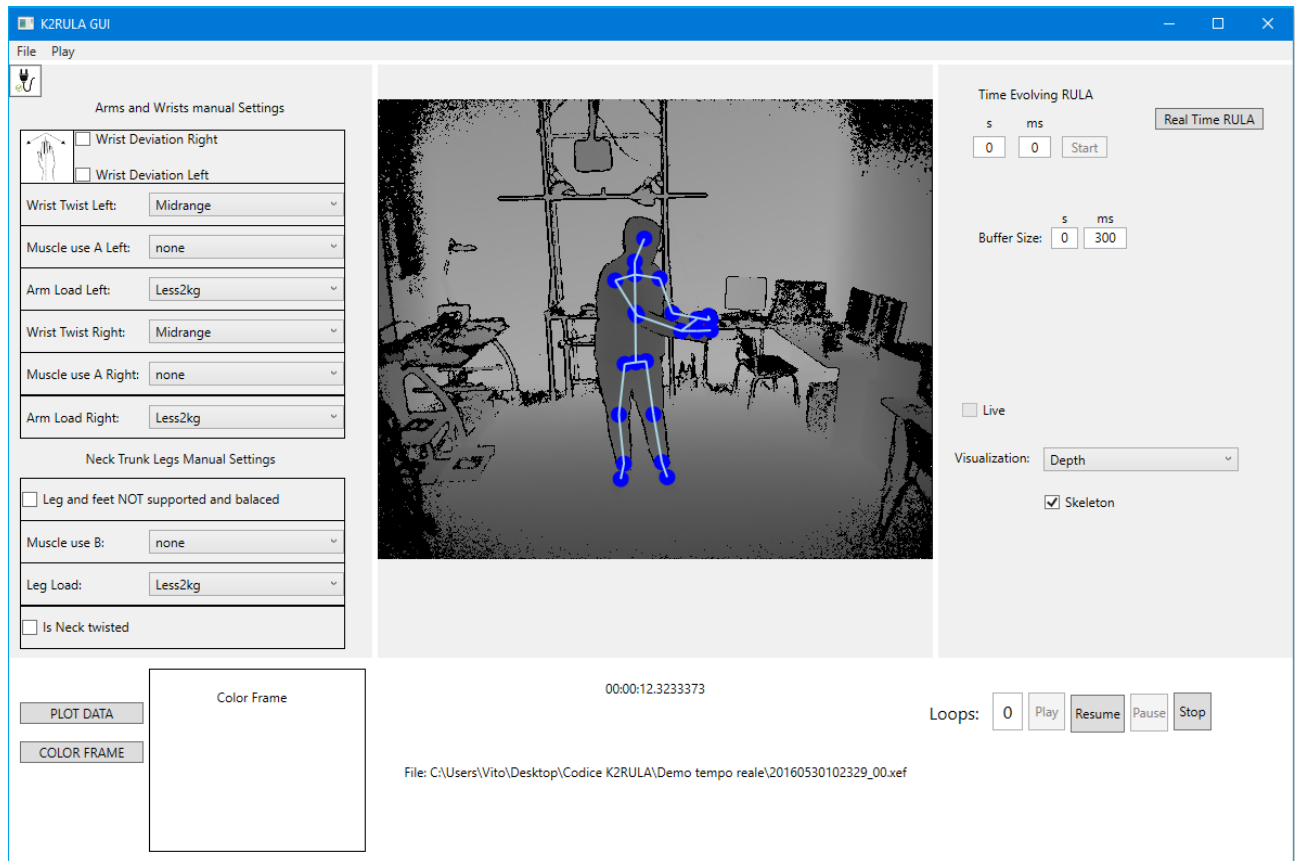 K2RULA GUI
File Play
Arms and Wrists manual Settings
Wrist Deviation Right
Wrist Deviation Left
Wrist Twist Left: Midrange
Muscle use A Left: none
Arm Load Left: Less2kg
Wrist Twist Right: Midrange
Muscle use A Right: none
Arm Load Right: Less2kg
Neck Trunk Legs Manual Settings
Leg and feet NOT supported and balaced
Muscle use B: none
Leg Load: Less2kg
Is Neck twisted
Time Evolving RULA
Real Time RULA
s ms
0 0 Start
s ms
Buffer Size: 0 300
Live
Visualization: Depth
Skeleton
PLOT DATA
COLOR FRAME
Color Frame
00:00:12.3233373
File: C:\Users\Vito\Desktop\Codice K2RULA\Demo tempo reale\20160530102329_00.xef
Loops: 0 Play Resume Pause Stop